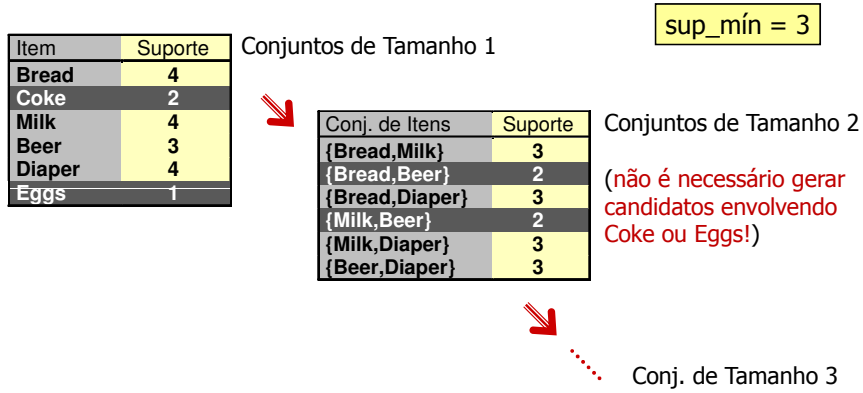 sup_mín = 3
Conjuntos de Tamanho 1
Item Suporte
Bread 4
Coke 2
Milk 4
Beer 3
Diaper 4
Eggs 1
Conj. de Itens Suporte
{Bread,Milk} 3
{Bread,Beer} 2
{Bread,Diaper} 3
{Milk,Beer} 2
{Milk,Diaper} 3
{Beer,Diaper} 3
Conjuntos de Tamanho 2
(não é necessário gerar
candidatos envolvendo
Coke ou Eggs!)
Conj. de Tamanho 3